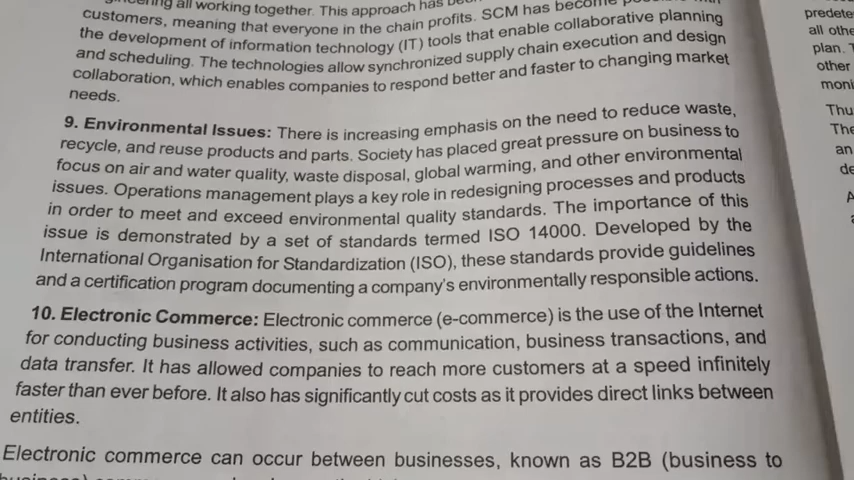 all working together. This approach has
customers, meaning that everyone in the chain profits. SCM has become
the development of information technology (IT) tools that enable collaborative planning
and scheduling. The technologies allow synchronized supply chain execution and design
collaboration, which enables companies to respond better and faster to changing market
needs.
9. Environmental Issues: There is increasing emphasis on the need to reduce waste,
recycle, and reuse products and parts. Society has placed great pressure on business to
focus on air and water quality, waste disposal, global warming, and other environmental
issues. Operations management plays a key role in redesigning processes and products
in order to meet and exceed environmental quality standards. The importance of this
issue is demonstrated by a set of standards termed ISO 14000. Developed by the
International Organisation for Standardization (ISO), these standards provide guidelines
and a certification program documenting a company's environmentally responsible actions.
10. Electronic Commerce: Electronic commerce (e-commerce) is the use of the Internet
for conducting business activities, such as communication, business transactions, and
data transfer. It has allowed companies to reach more customers at a speed infinitely
faster than ever before. It also has significantly cut costs as it provides direct links between
entities.
Electronic commerce can occur between businesses, known as B2B (business to
predete
all othe
plan. T
other
moni
Thu
The
an
de
A
a